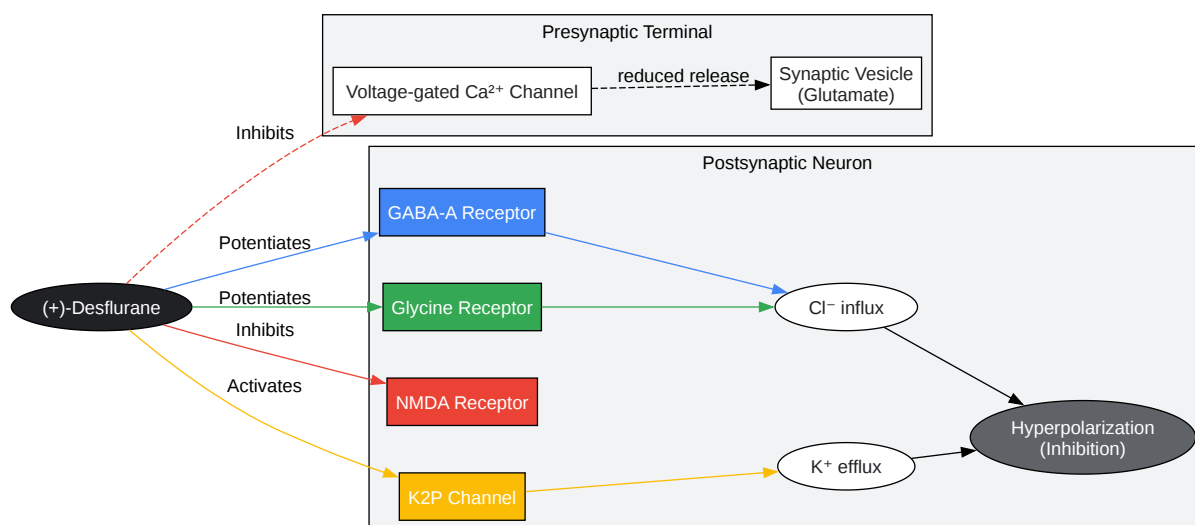 Presynaptic Terminal
Voltage-gated Ca²⁺ Channel
reduced release
Synaptic Vesicle
(Glutamate)
Inhibits
Postsynaptic Neuron
GABA-A Receptor
Potentiates
(+)-Desflurane
Potentiates
Glycine Receptor
Cl⁻ influx
Inhibits
Activates
NMDA Receptor
Hyperpolarization
(Inhibition)
K2P Channel
K⁺ efflux